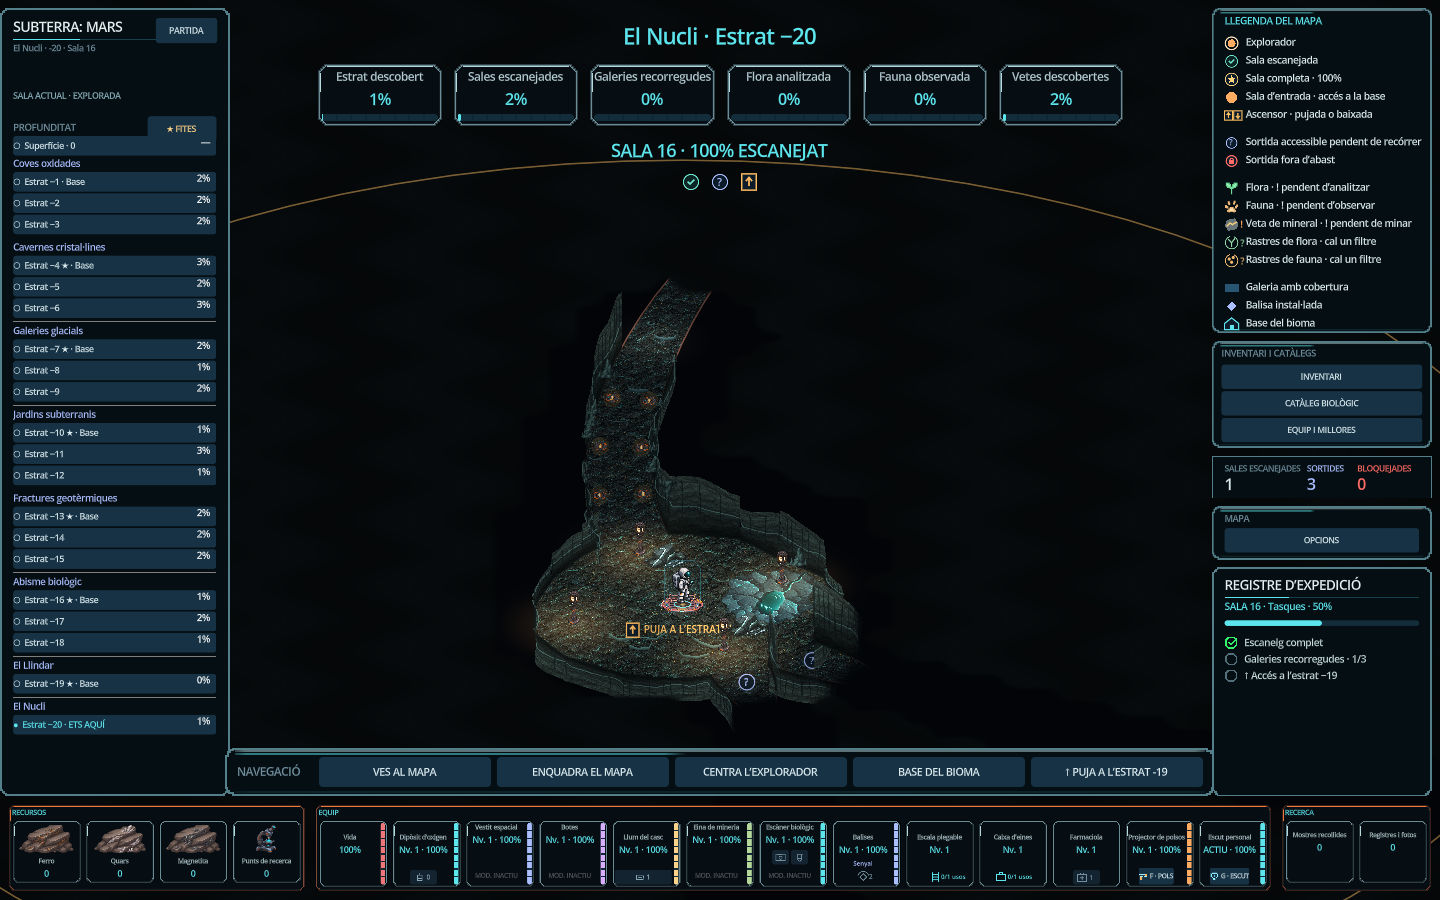 SUBTERRA: MARS
PARTIDA
El Nucli · -20 · Sala 16
SALA ACTUAL · EXPLORADA
PROFUNDITAT
★ FITES
Superfície · 0
—
Coves oxidades
Estrat −1 · Base 2%
Estrat −2 2%
Estrat −3 2%
Cavernes cristal·lines
Estrat −4 ★ · Base 3%
Estrat −5 2%
Estrat −6 3%
Galeries glacials
Estrat −7 ★ · Base 2%
Estrat −8 1%
Estrat −9 2%
Jardins subterranis
Estrat −10 ★ · Base 1%
Estrat −11 3%
Estrat −12 1%
Fractures geotèrmiques
Estrat −13 ★ · Base 2%
Estrat −14 2%
Estrat −15 2%
Abisme biològic
Estrat −16 ★ · Base 1%
Estrat −17 2%
Estrat −18 1%
El Llindar
Estrat −19 ★ · Base 0%
El Nucli
Estrat −20 · ETS AQUÍ 1%
El Nucli · Estrat −20
Estrat descobert
1%
Sales escanejades
2%
Galeries recorregudes
0%
Flora analitzada
0%
Fauna observada
0%
Vetes descobertes
2%
SALA 16 · 100% ESCANEJAT
?
PUJA A L'ESTRAT
?
?
NAVEGACIÓ
VES AL MAPA
ENQUADRA EL MAPA
CENTRA L'EXPLORADOR
BASE DEL BIOMA
↑ PUJA A L'ESTRAT -19
LLEGENDA DEL MAPA
Explorador
Sala escanejada
Sala completa · 100%
Sala d'entrada · accés a la base
Ascensor · pujada o baixada
? Sortida accessible pendent de recórrer
Sortida fora d'abast
Flora · ! pendent d'analitzar
Fauna · ! pendent d'observar
! Veta de mineral · ! pendent de minar
? Rastres de flora · cal un filtre
? Rastres de fauna · cal un filtre
Galeria amb cobertura
Balisa instal·lada
Base del bioma
INVENTARI I CATÀLEGS
INVENTARI
CATÀLEG BIOLÒGIC
EQUIP I MILLORES
SALES ESCANEJADES
1
SORTIDES
3
BLOQUEJADES
0
MAPA
OPCIONS
REGISTRE D'EXPEDICIÓ
SALA 16 · Tasques · 50%
Escaneig complet
Galeries recorregudes · 1/3
↑ Accés a l'estrat −19
RECURSOS
Ferro
0
Quars
0
Magnetita
0
Punts de recerca
0
EQUIP
Vida
100%
Dipòsit d'oxigen
Nv. 1 · 100%
0
Vestit espacial
Nv. 1 · 100%
MOD. INACTIU
Botes
Nv. 1 · 100%
MOD. INACTIU
Llum del casc
Nv. 1 · 100%
1
Eina de mineria
Nv. 1 · 100%
MOD. INACTIU
Escàner biològic
Nv. 1 · 100%
MOD. INACTIU
Balises
Nv. 1 · 100%
Senyal
2
Escala plegable
Nv. 1
0/1 usos
Caixa d'eines
Nv. 1
0/1 usos
Farmaciola
Nv. 1
1
Projector de polsos
Nv. 1 · 100%
F · POLS
Escut personal
ACTIU · 100%
G · ESCUT
RECERCA
Mostres recollides
0
Registres i fotos
0